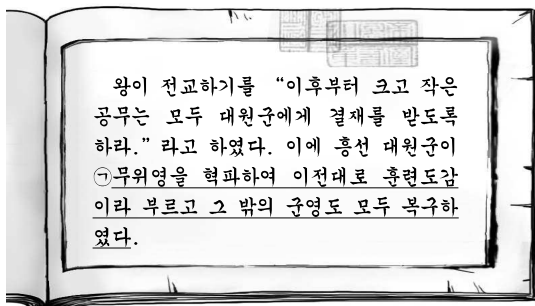 왕이 전교하기를 “이후부터 크고 작은
공무는 모두 대원군에게 결재를 받도록
하라.” 라고 하였다. 이에 흥선 대원군이
㉠무위영을 혁파하여 이전대로 훈련도감
이라 부르고 그 밖의 군영도 모두 복구하
였다.